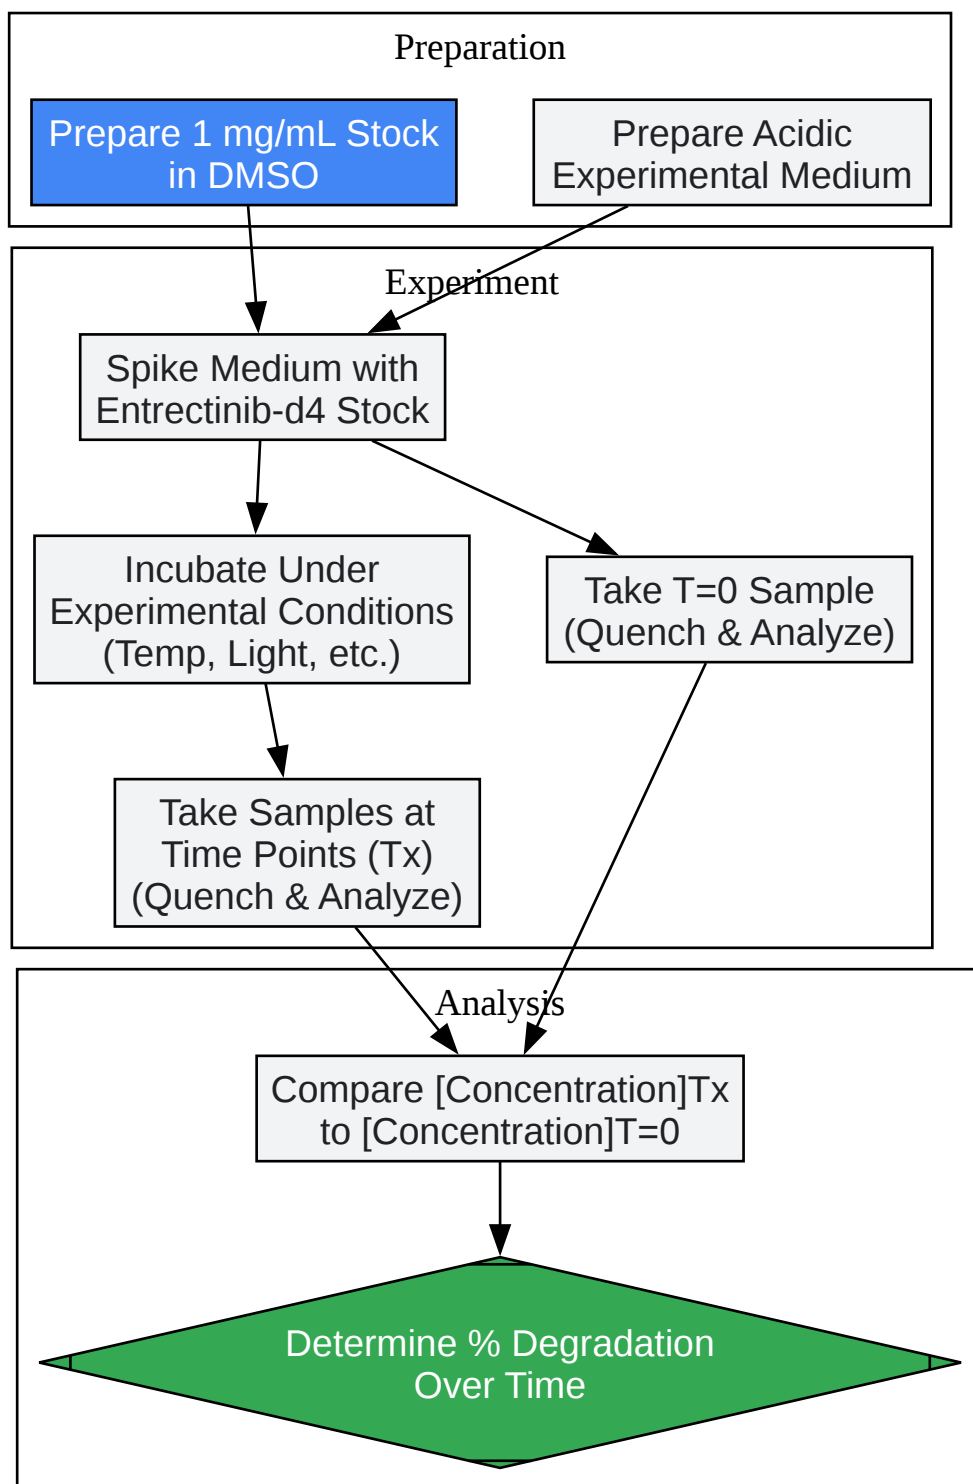 Preparation
Prepare 1 mg/mL Stock
in DMSO
Prepare Acidic
Experimental Medium
Experiment
Spike Medium with
Entrectinib-d4 Stock
Incubate Under
Experimental Conditions
(Temp, Light, etc.)
Take T=0 Sample
(Quench & Analyze)
Take Samples at
Time Points (Tx)
(Quench & Analyze)
Analysis
Compare [Concentration]Tx
to [Concentration]T=0
Determine % Degradation
Over Time